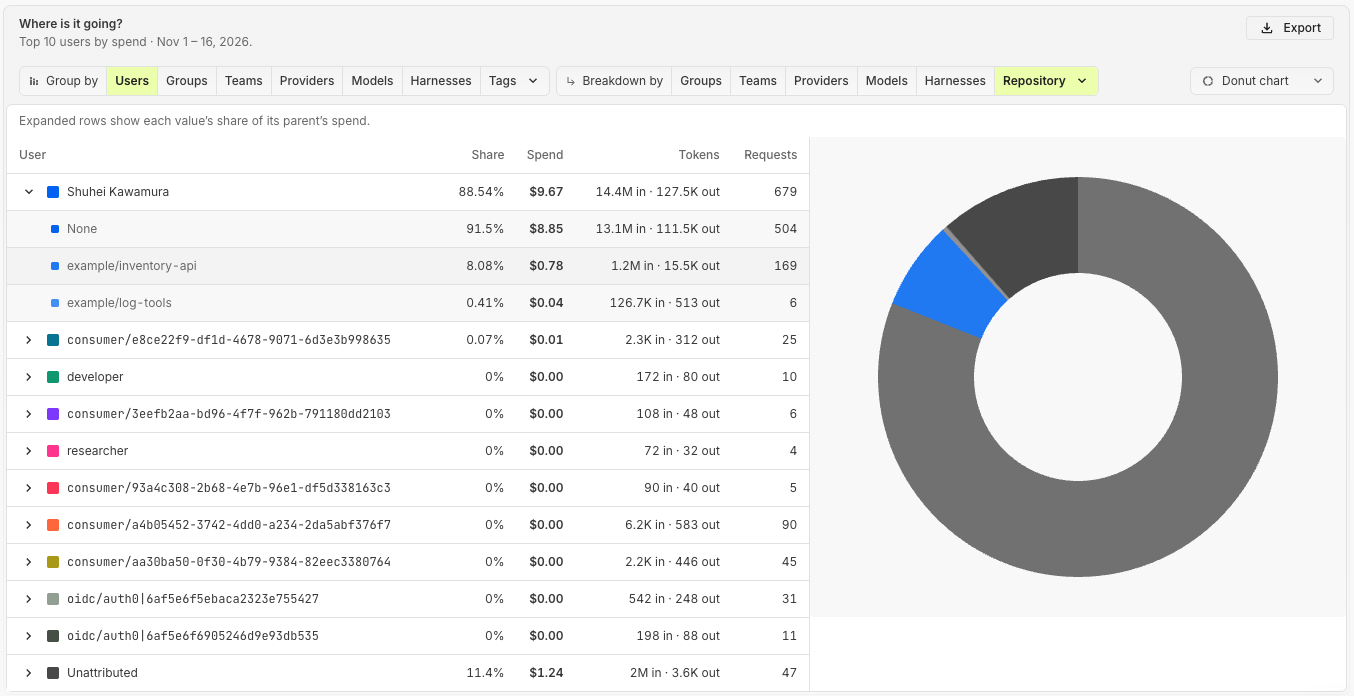 Where is it going?
Top 10 users by spend · Nov 1 – 16, 2026.
Export
Group by Users Groups Teams Providers Models Harnesses Tags
Breakdown by Groups Teams Providers Models Harnesses Repository
Donut chart
Expanded rows show each value's share of its parent's spend.
User Share Spend Tokens Requests
Shuhei Kawamura 88.54% $9.67 14.4M in · 127.5K out 679
None 91.5% $8.85 13.1M in · 111.5K out 504
example/inventory-api 8.08% $0.78 1.2M in · 15.5K out 169
example/log-tools 0.41% $0.04 126.7K in · 513 out 6
consumer/e8ce22f9-df1d-4678-9071-6d3e3b998635 0.07% $0.01 2.3K in · 312 out 25
developer 0% $0.00 172 in · 80 out 10
consumer/3eefb2aa-bd96-4f7f-962b-791180dd2103 0% $0.00 108 in · 48 out 6
researcher 0% $0.00 72 in · 32 out 4
consumer/93a4c308-2b68-4e7b-96e1-df5d338163c3 0% $0.00 90 in · 40 out 5
consumer/a4b05452-3742-4dd0-a234-2da5abf376f7 0% $0.00 6.2K in · 583 out 90
consumer/aa30ba50-0f30-4b79-9384-82eec3380764 0% $0.00 2.2K in · 446 out 45
oidc/auth0|6af5e6f5ebaca2323e755427 0% $0.00 542 in · 248 out 31
oidc/auth0|6af5e6f6905246d9e93db535 0% $0.00 198 in · 88 out 11
Unattributed 11.4% $1.24 2M in · 3.6K out 47